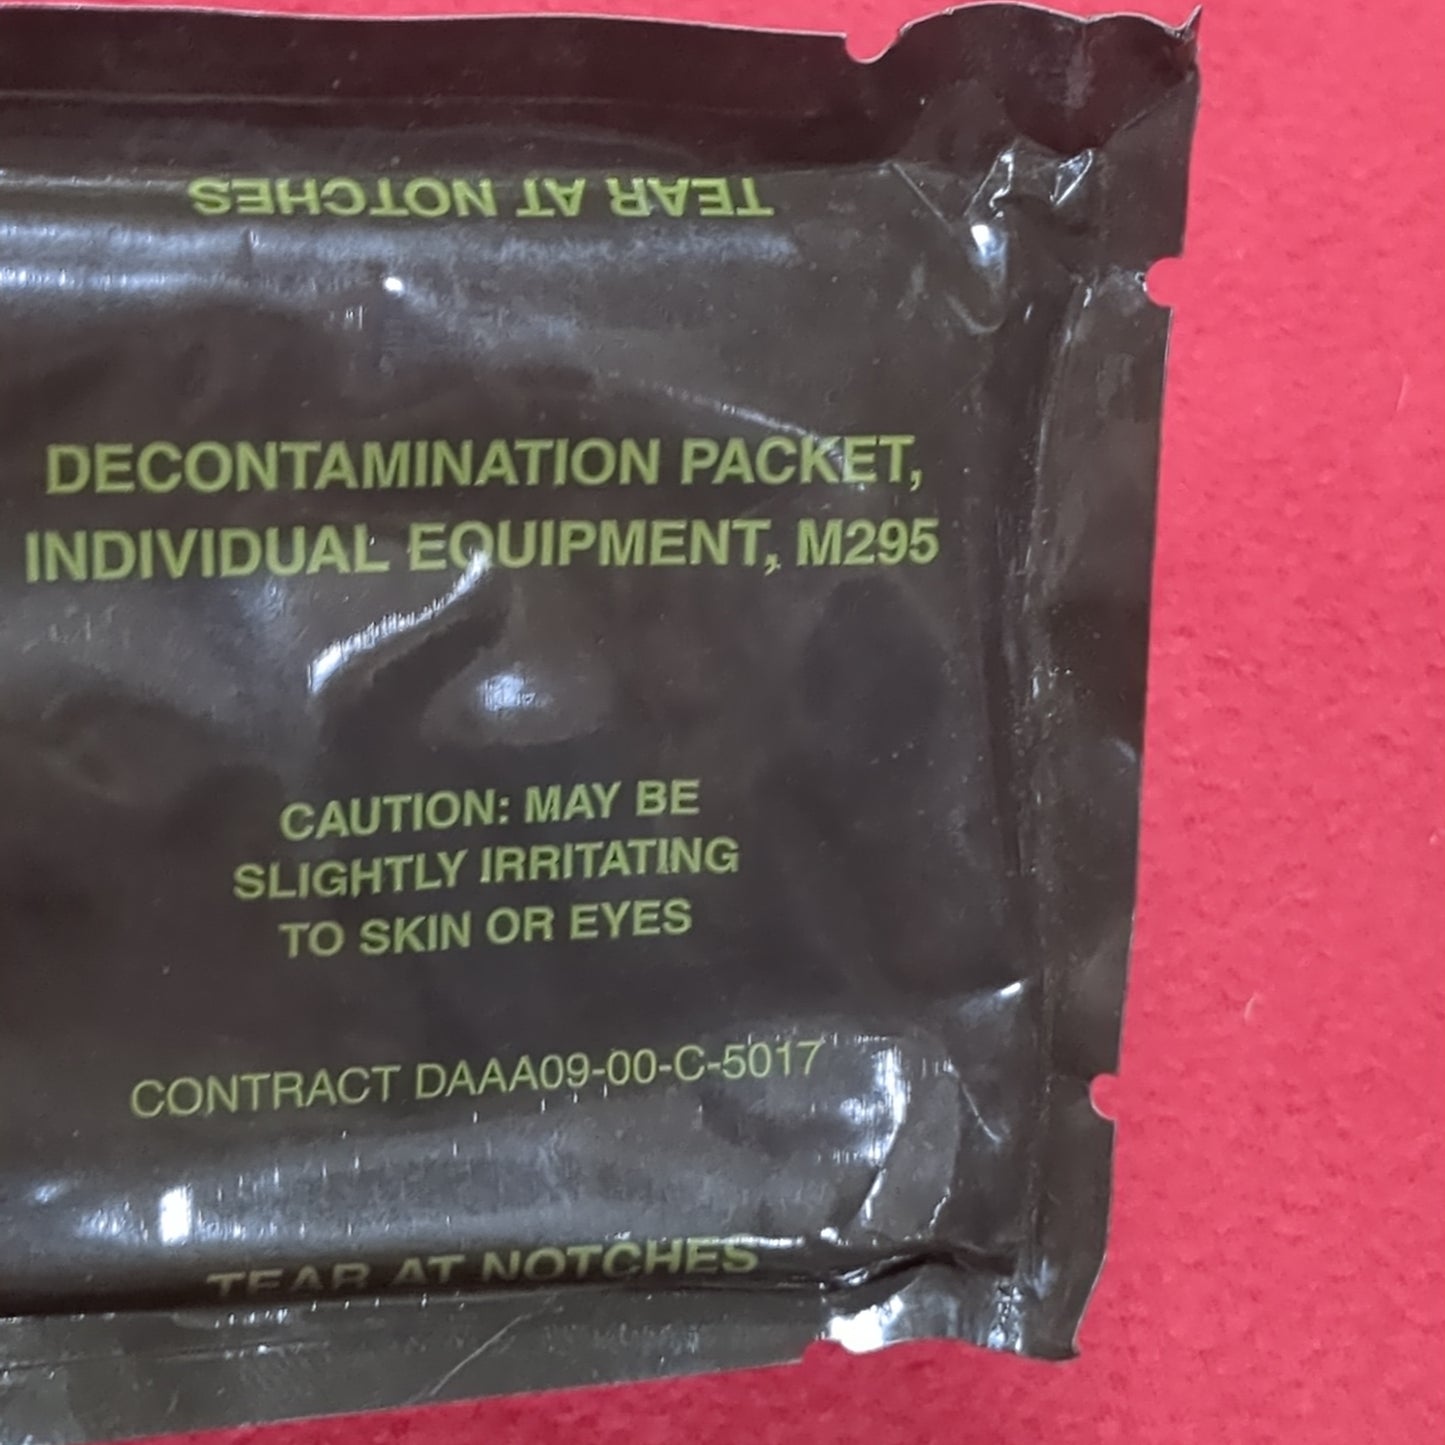 TEAR AT NOTCHES
DECONTAMINATION PACKET,
INDIVIDUAL EQUIPMENT, M295
CAUTION: MAY BE
SLIGHTLY IRRITATING
TO SKIN OR EYES
CONTRACT DAAA09-00-C-5017
TEAR AT NOTCHES